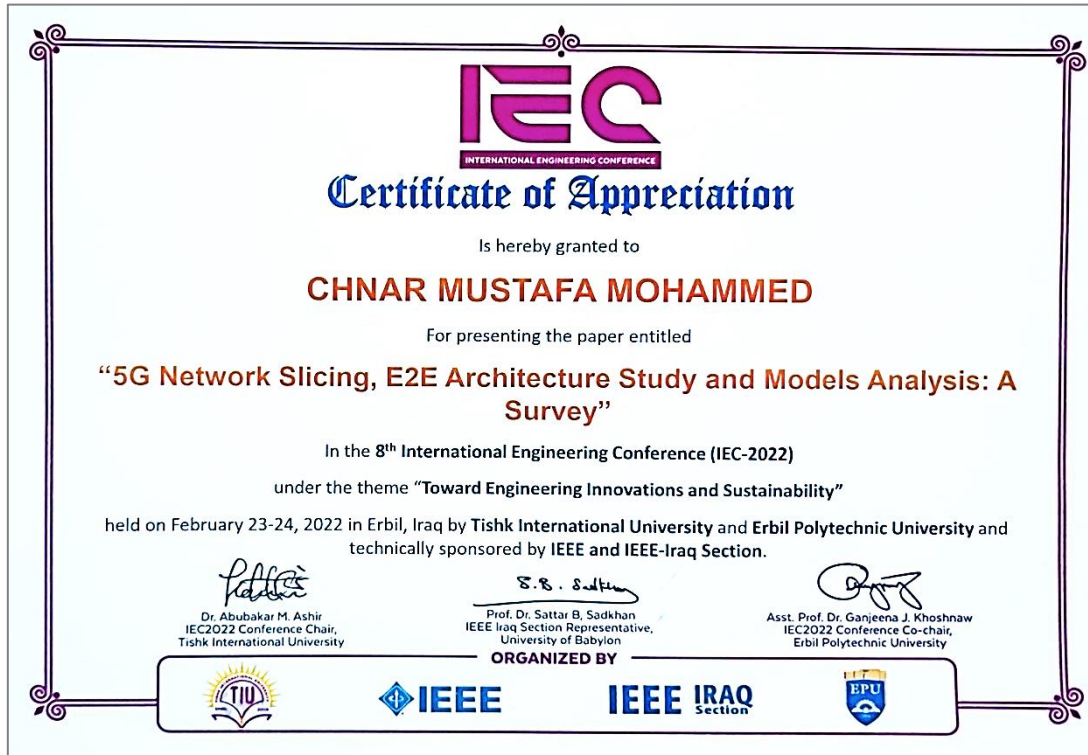 IEC
INTERNATIONAL ENGINEERING CONFERENCE
Certificate of Appreciation
Is hereby granted to
CHNAR MUSTAFA MOHAMMED
For presenting the paper entitled
“5G Network Slicing, E2E Architecture Study and Models Analysis: A
Survey”
In the 8th International Engineering Conference (IEC-2022)
under the theme “Toward Engineering Innovations and Sustainability”
held on February 23-24, 2022 in Erbil, Iraq by Tishk International University and Erbil Polytechnic University and
technically sponsored by IEEE and IEEE-Iraq Section.
S.B. Sadkhan
Dr. Abubakar M. Ashir
IEC2022 Conference Chair,
Tishk International University
Prof. Dr. Sattar B, Sadkhan
IEEE Iraq Section Representative,
University of Babylon
Asst. Prof. Dr. Ganjeena J. Khoshnaw
IEC2022 Conference Co-chair,
Erbil Polytechnic University
ORGANIZED BY
TIU
IEEE
IEEE IRAQ
Section
EPU